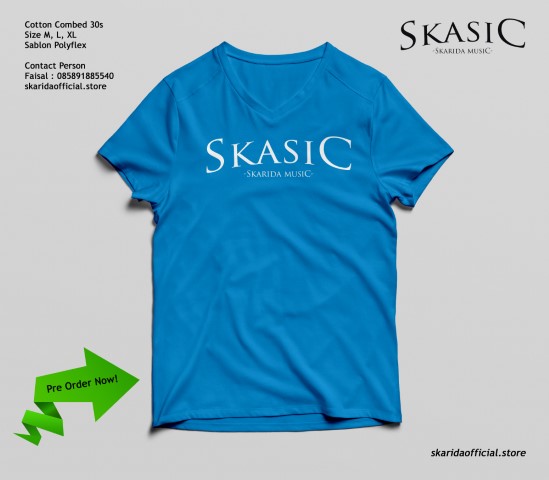 Cotton Combed 30s
Size M, L, XL
Sablon Polyflex
Contact Person
Faisal : 085891885540
skaridaofficial.store
SKASIC
-SKARIDA MUSIC-
SKASIC
-SKARIDA MUSIC-
Pre Order Now!
skaridaofficial.store